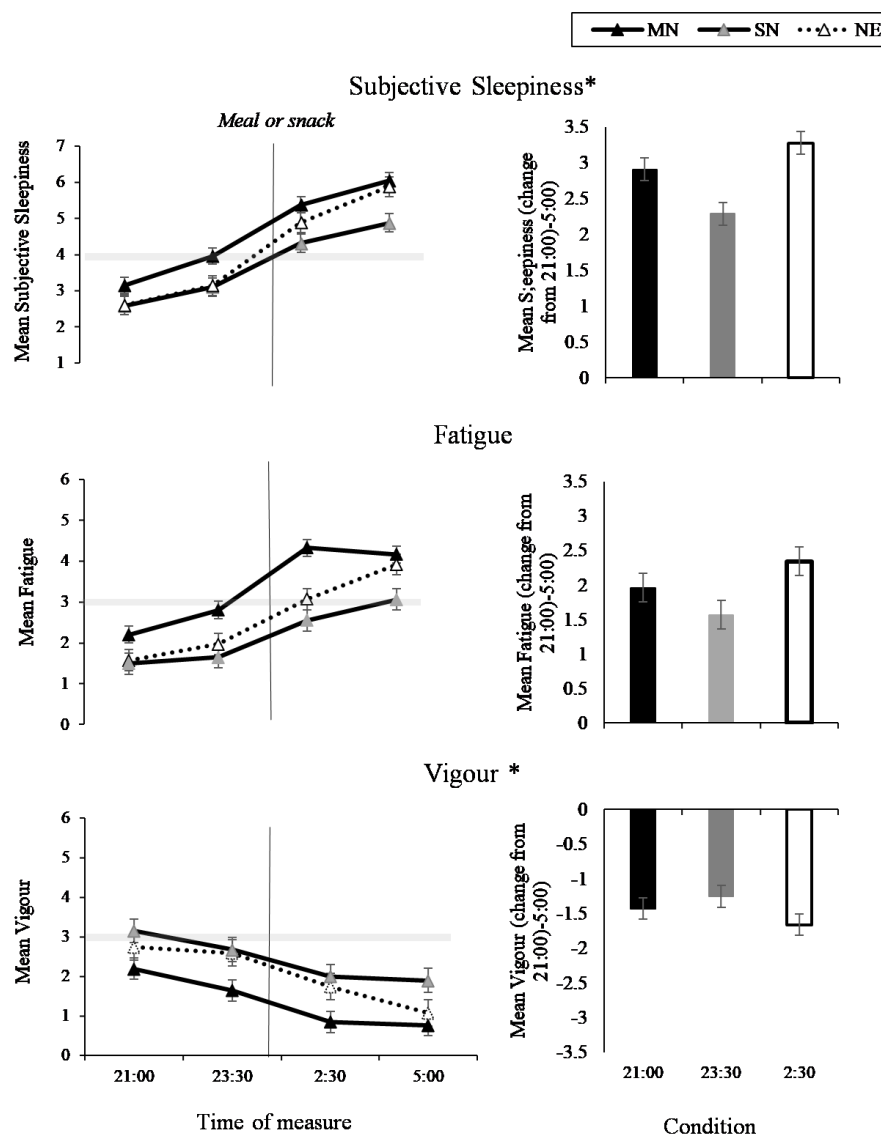 MN SN NE
Subjective Sleepiness*
Meal or snack
Mean Subjective Sleepiness
7
6
5
4
3
2
1
Mean S;eepiness (change
from 21:00)-5:00)
3.5
3
2.5
2
1.5
1
0.5
0
Fatigue
Mean Fatigue
6
5
4
3
2
1
0
Mean Fatigue (change from
21:00)-5:00)
3.5
3
2.5
2
1.5
1
0.5
0
Vigour *
Mean Vigour
6
5
4
3
2
1
0
21:00 23:30 2:30 5:00
Time of measure
Mean Vigour (change from
21:00)-5:00)
0
-0.5
-1
-1.5
-2
-2.5
-3
-3.5
21:00 23:30 2:30
Condition